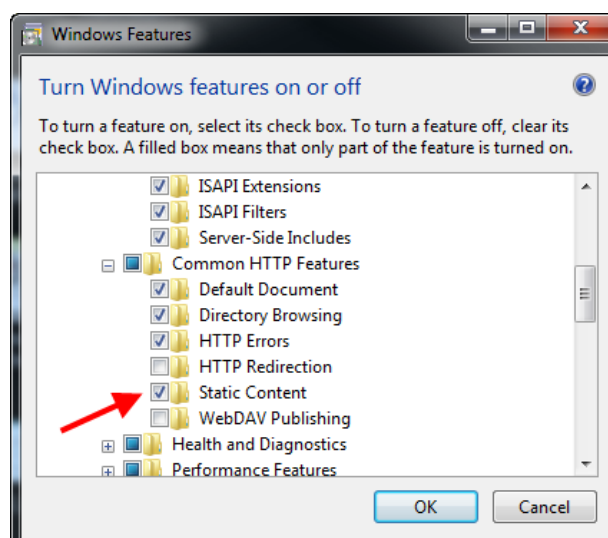 Windows Features
Turn Windows features on or off
To turn a feature on, select its check box. To turn a feature off, clear its
check box. A filled box means that only part of the feature is turned on.
ISAPI Extensions
ISAPI Filters
Server-Side Includes
Common HTTP Features
Default Document
Directory Browsing
HTTP Errors
HTTP Redirection
Static Content
WebDAV Publishing
Health and Diagnostics
Performance Features
OK Cancel